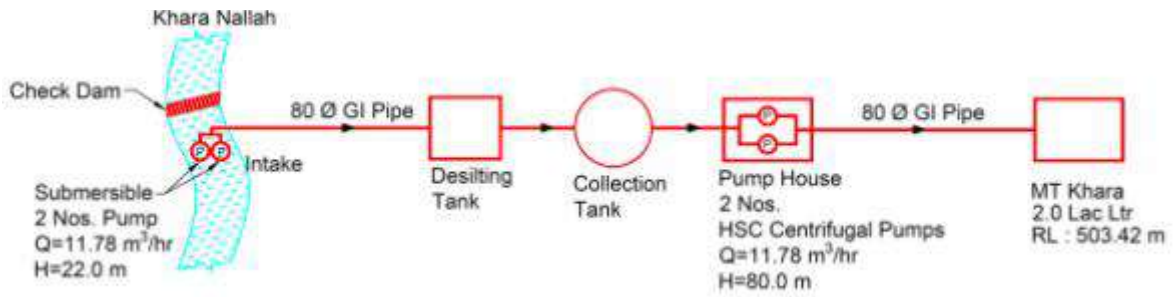 Khara Nallah
Check Dam
80 Ø GI Pipe
80 Ø GI Pipe
P
P
P P
Intake
Submersible
2 Nos. Pump
Q=11.78 m³/hr
H=22.0 m
Desilting
Tank
Collection
Tank
Pump House
2 Nos.
HSC Centrifugal Pumps
Q=11.78 m³/hr
H=80.0 m
MT Khara
2.0 Lac Ltr
RL : 503.42 m